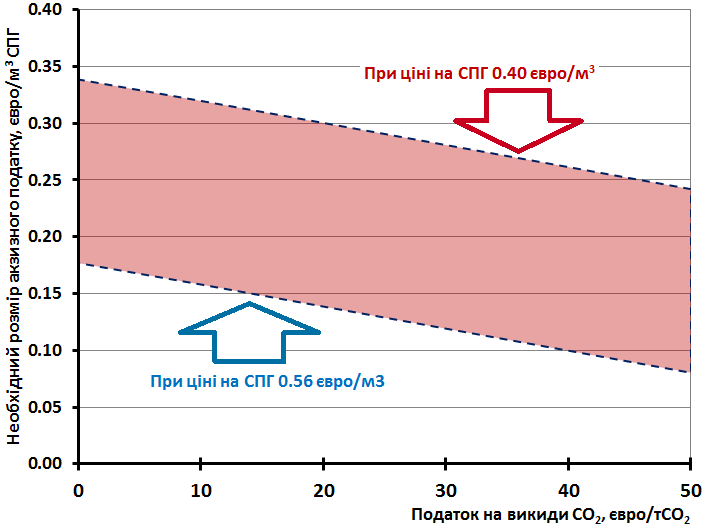 0.40
0.35
0.30
0.25
0.20
0.15
0.10
0.05
0.00
Необхідний розмір акзизного податку, євро/м³ СПГ
При ціні на СПГ 0.40 євро/м³
При ціні на СПГ 0.56 євро/м3
0 10 20 30 40 50
Податок на викиди CO₂, євро/тCO₂